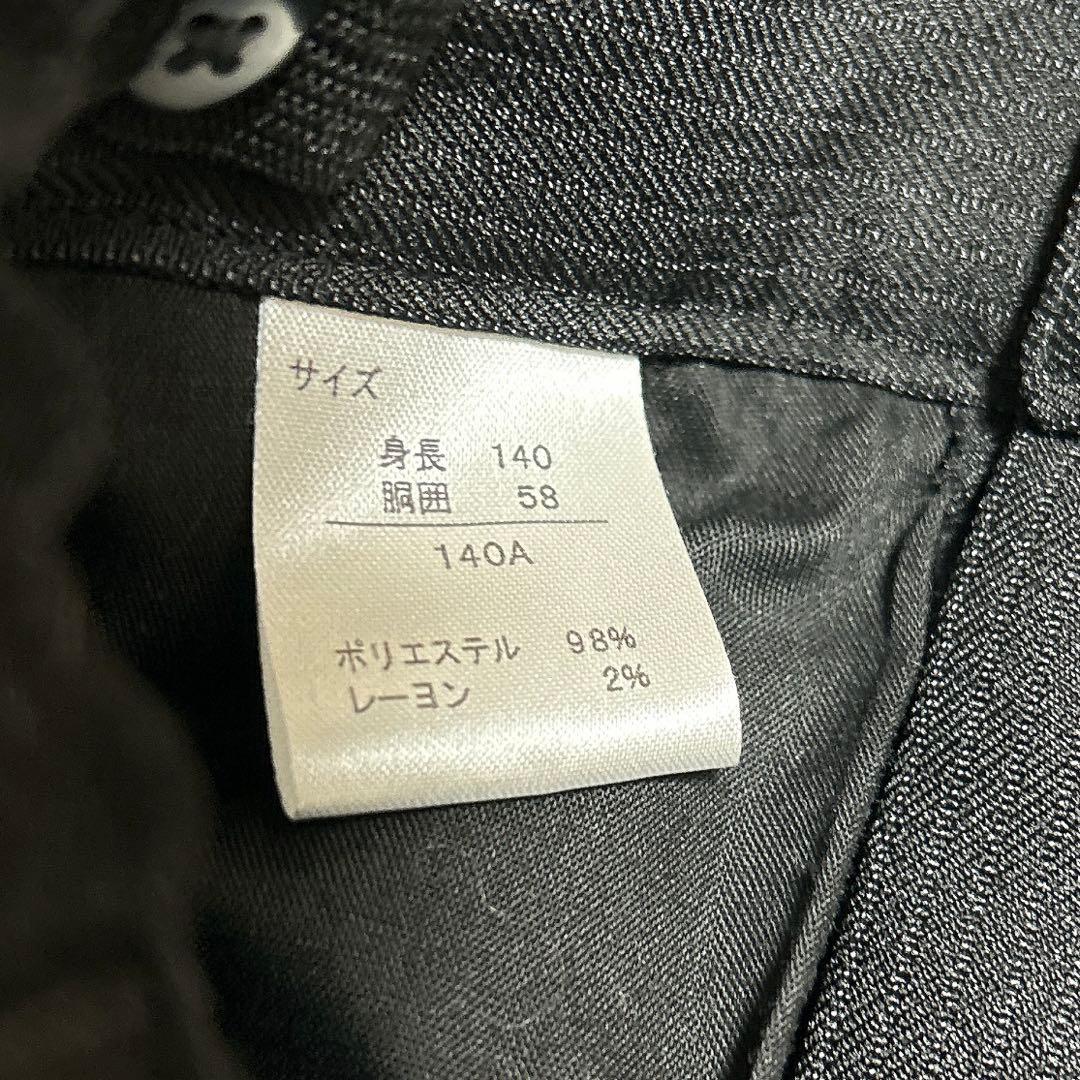 サイズ
身長 140
胴囲 58
140A
ポリエステル 98%
レーヨン 2%